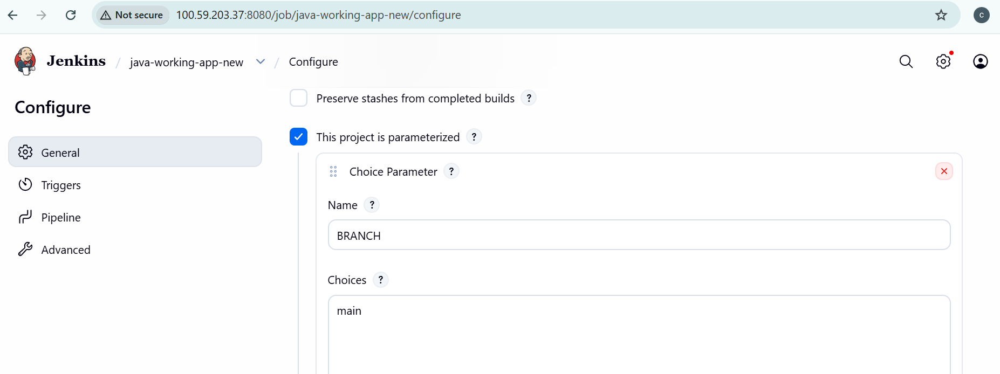 Not secure 100.59.203.37:8080/job/java-working-app-new/configure
c
Jenkins / java-working-app-new / Configure
Configure
General
Triggers
Pipeline
Advanced
Preserve stashes from completed builds ?
This project is parameterized ?
Choice Parameter ?
Name ?
BRANCH
Choices ?
main